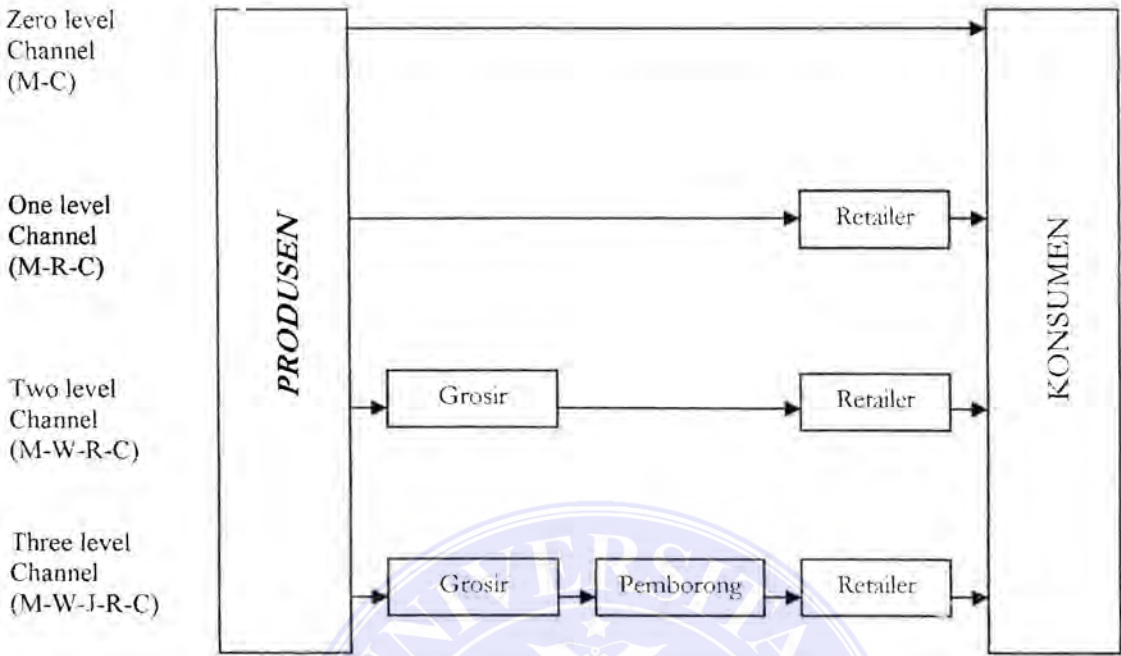 Zero level
Channel
(M-C)
One level
Channel
(M-R-C)
Two level
Channel
(M-W-R-C)
Three level
Channel
(M-W-J-R-C)
PRODUSEN
Retailer
Grosir
Retailer
Grosir
Pemborong
Retailer
KONSUMEN